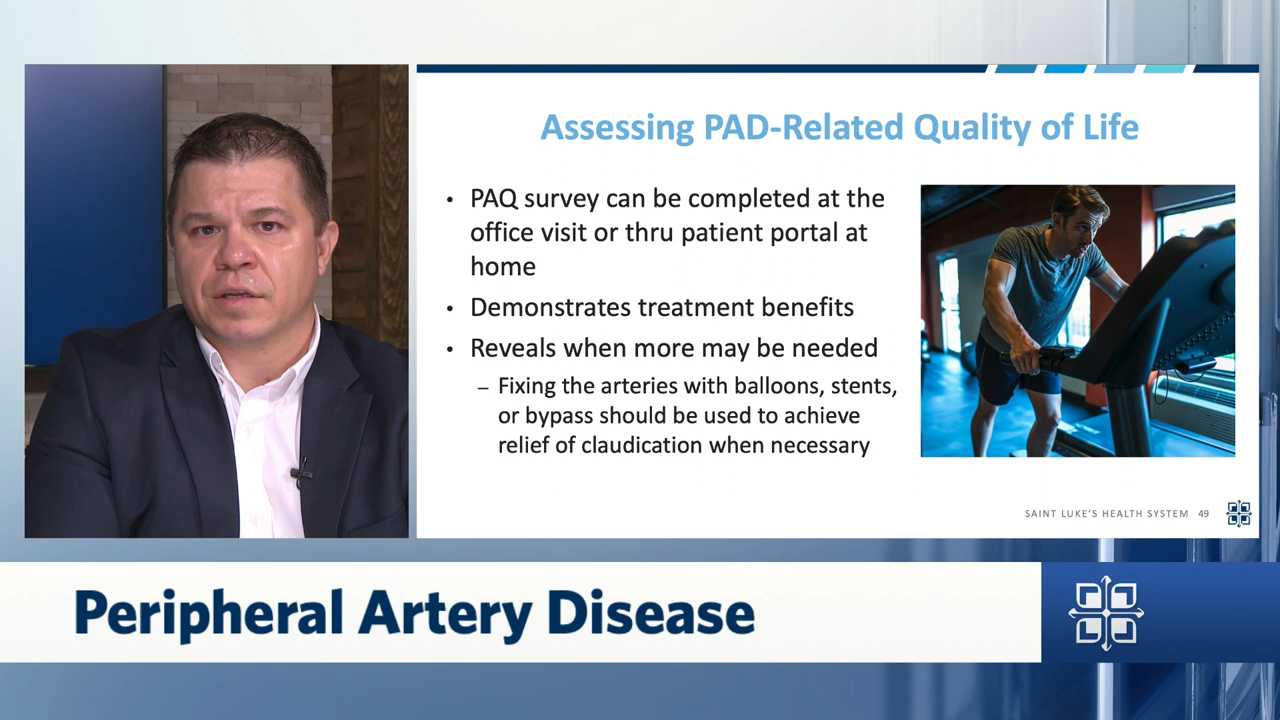 Assessing PAD-Related Quality of Life
• PAQ survey can be completed at the
office visit or thru patient portal at
home
• Demonstrates treatment benefits
• Reveals when more may be needed
– Fixing the arteries with balloons, stents,
or bypass should be used to achieve
relief of claudication when necessary
SAINT LUKE'S HEALTH SYSTEM 49
Peripheral Artery Disease